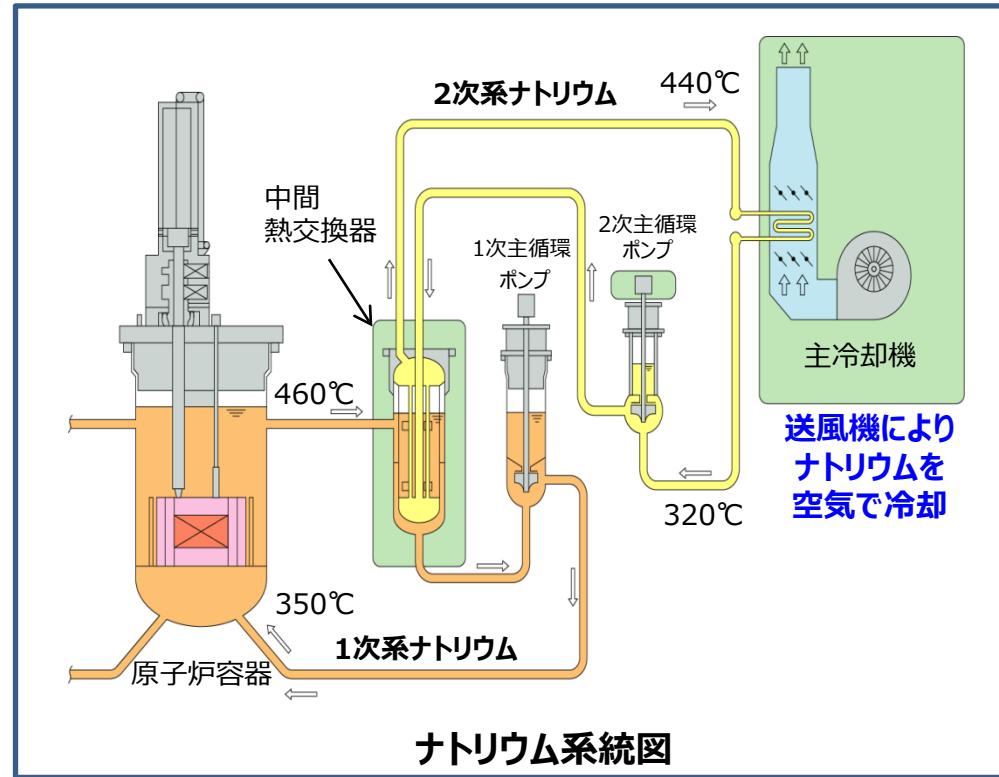 2次系ナトリウム
440℃
中間
熱交換器
1次主循環
ポンプ
2次主循環
ポンプ
主冷却機
460℃
送風機により
ナトリウムを
空気で冷却
320℃
350℃
1次系ナトリウム
原子炉容器
ナトリウム系統図